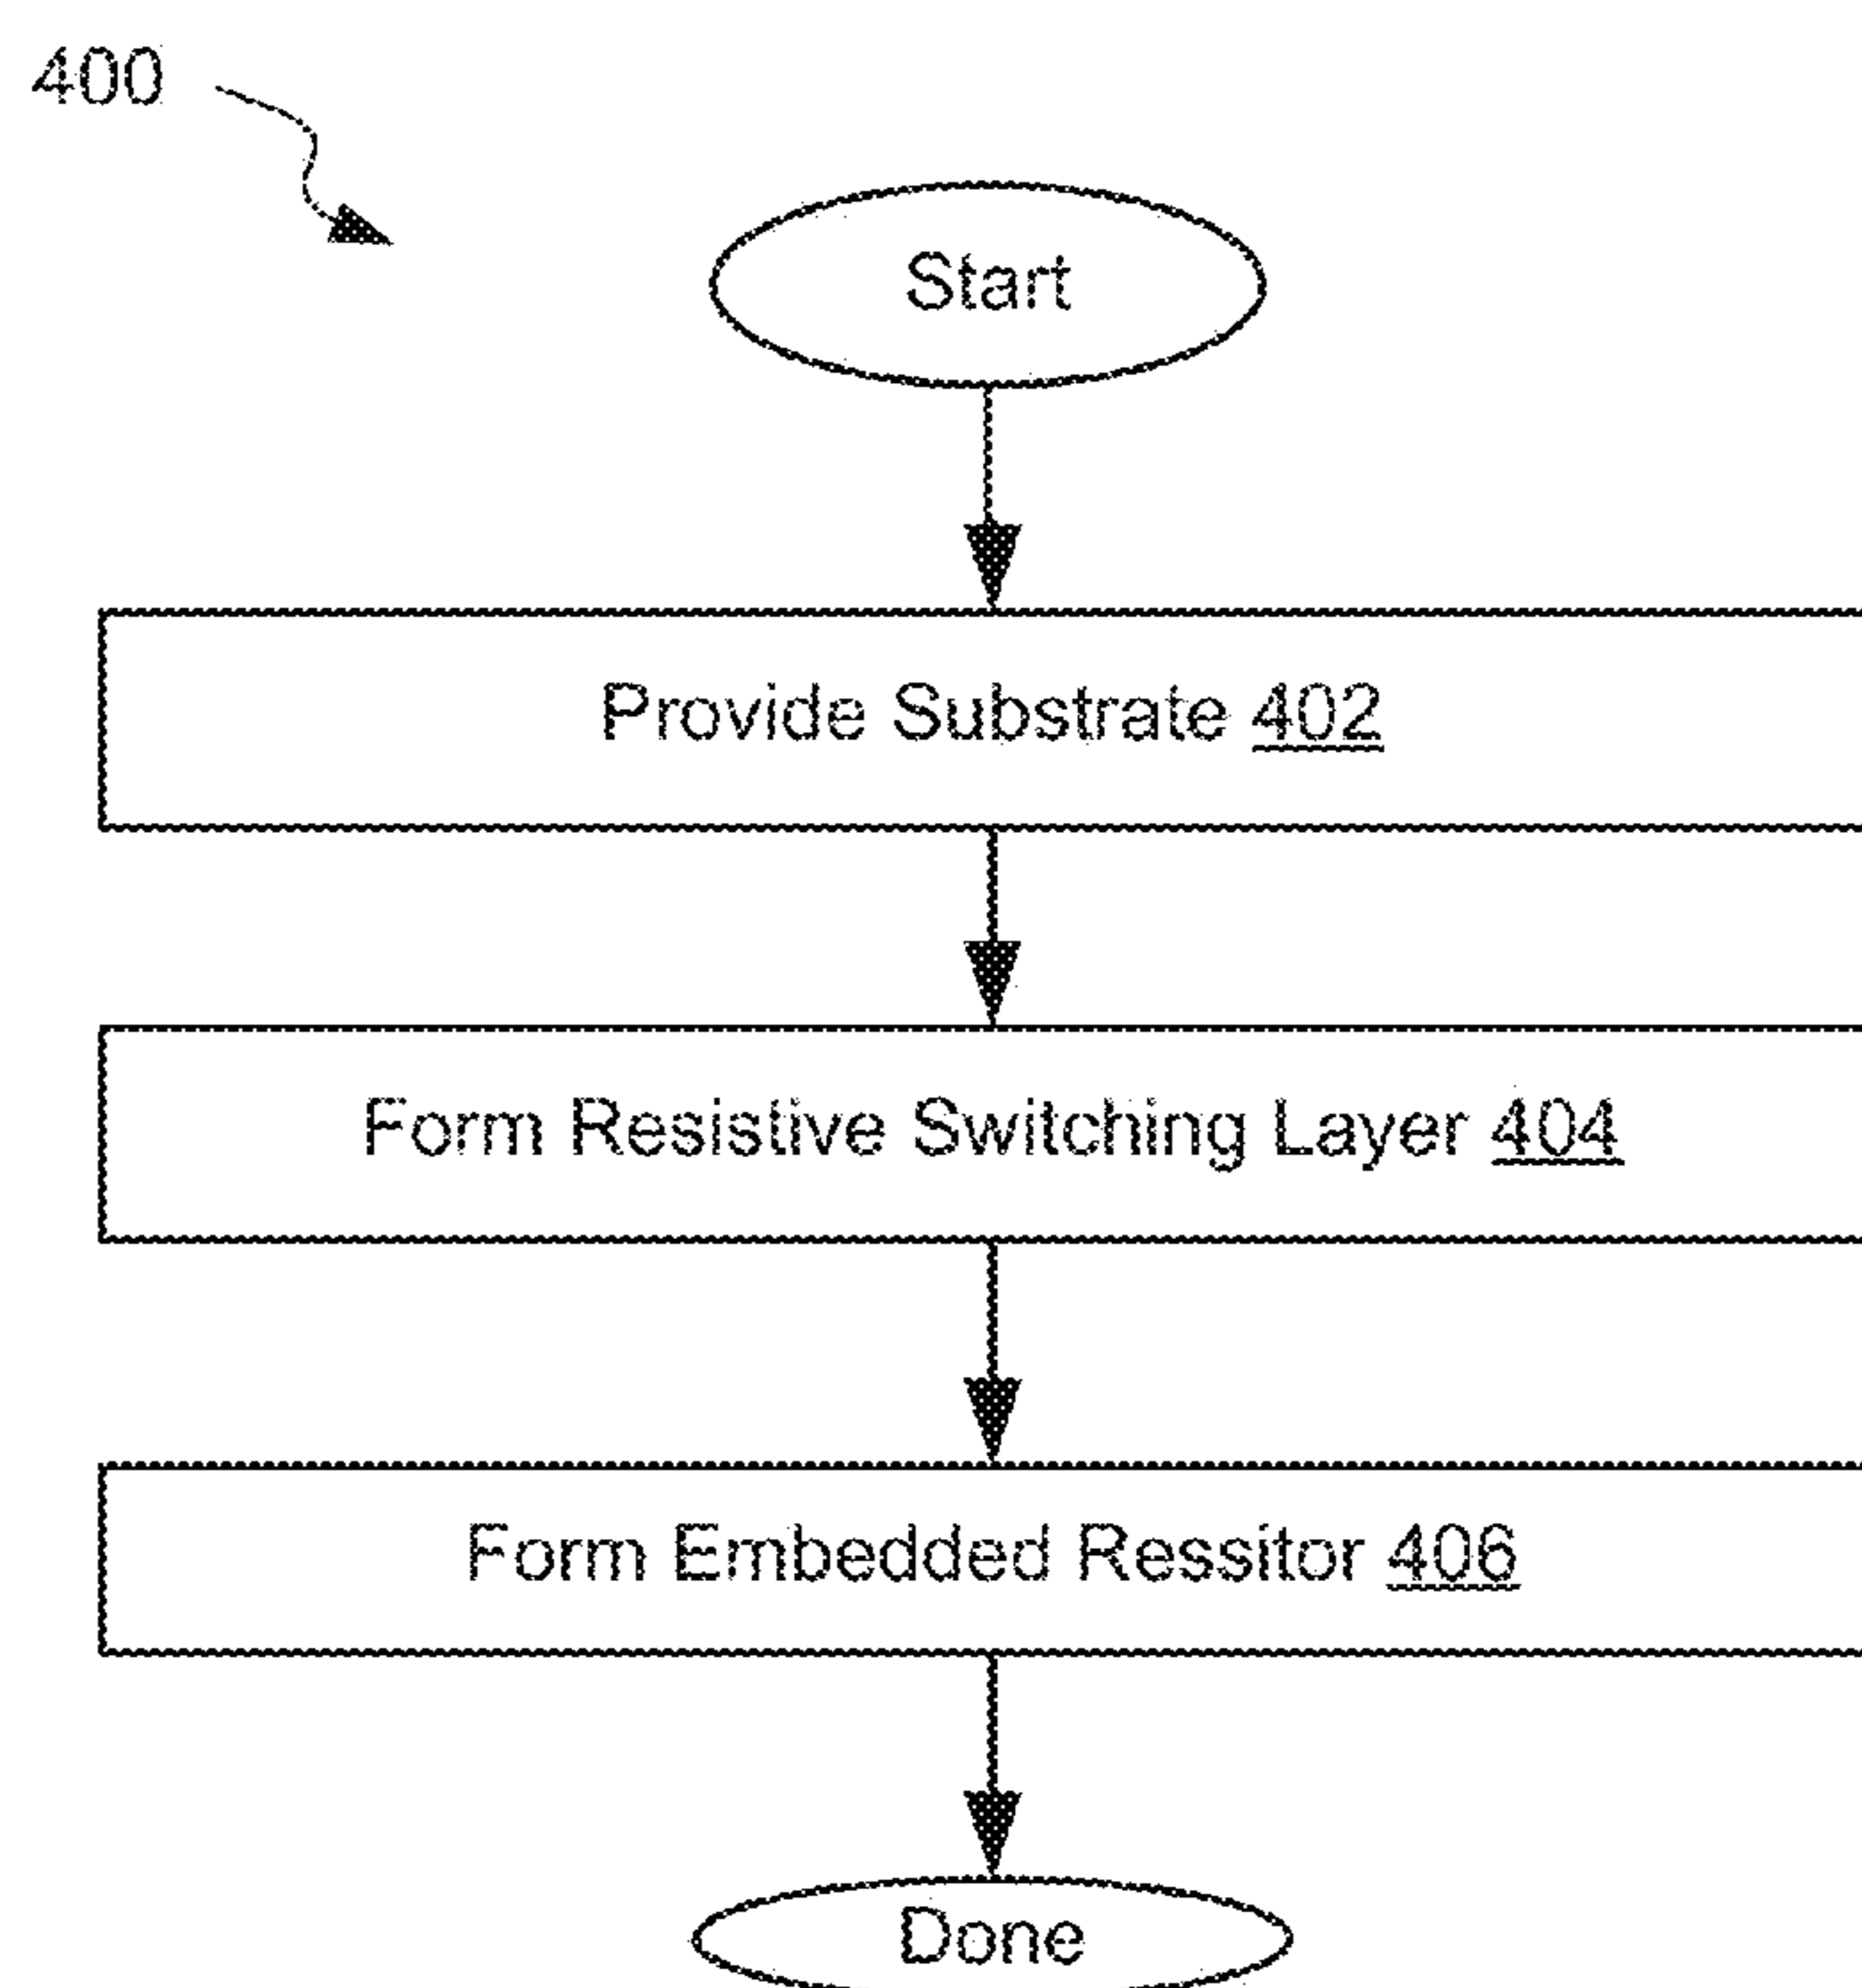 400
Start
Provide Substrate 402
Form Resistive Switching Layer 404
Form Embedded Ressitor 406
Done